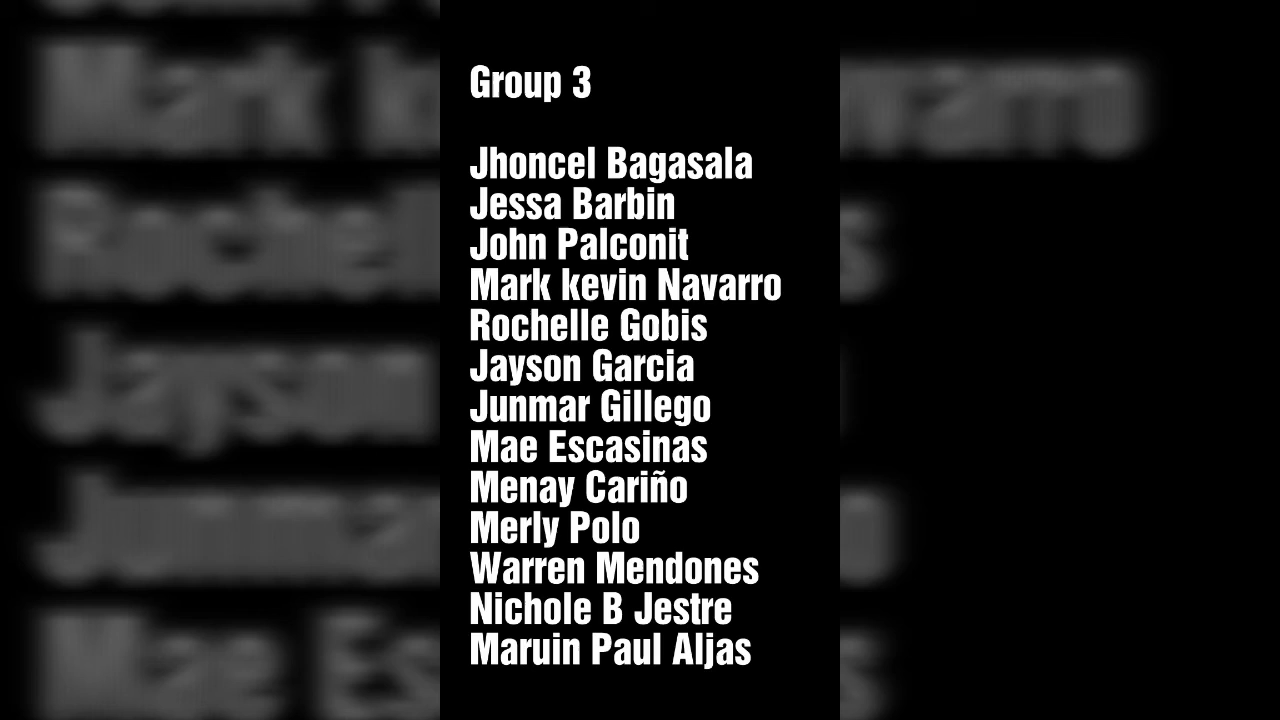 Group 3
Jhoncel Bagasala
Jessa Barbin
John Palconit
Mark kevin Navarro
Rochelle Gobis
Jayson Garcia
Junmar Gillego
Mae Escasinas
Menay Cariño
Merly Polo
Warren Mendones
Nichole B Jestre
Maruin Paul Aljas